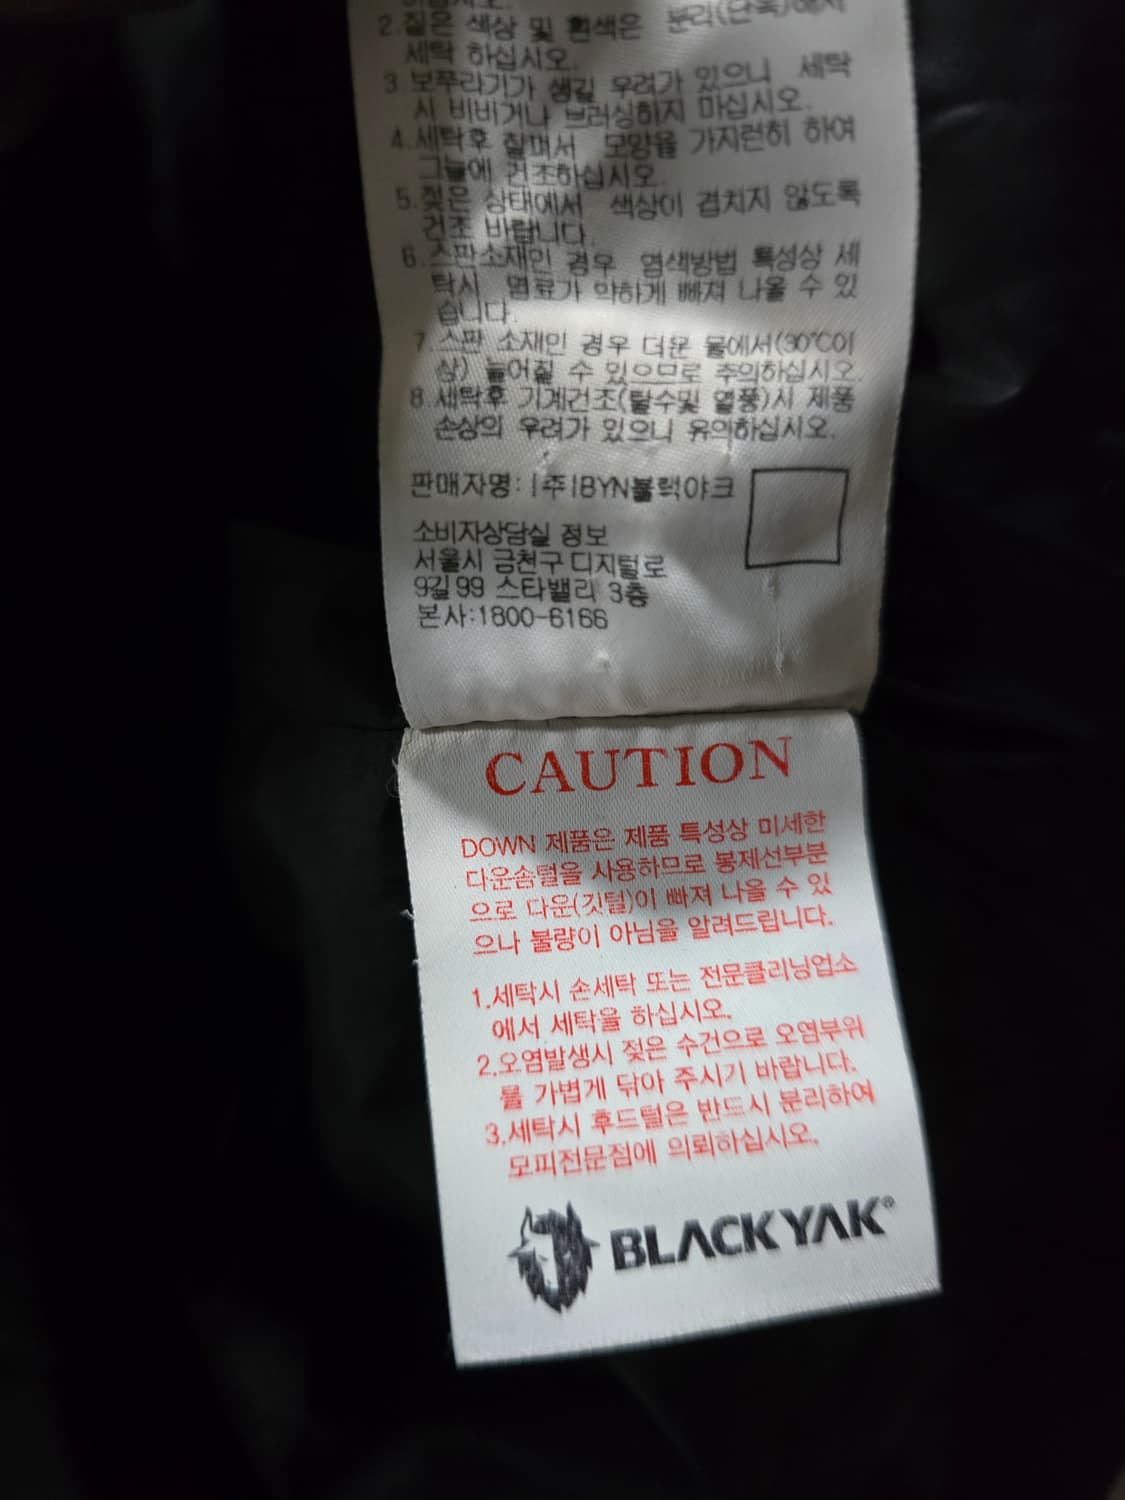 2.짙은 색상 및 흰색은 분리(단독)해서
세탁 하십시오.
3.보푸라기가 생길 우려가 있으니 세탁
시 비비거나 브러싱하지 마십시오.
4.세탁후 잘펴서 모양을 가지런히 하여
그늘에 건조하십시오.
5.젖은 상태에서 색상이 겹치지 않도록
건조 바랍니다.
6.스판소재인 경우 염색방법 특성상 세
탁시 염료가 약하게 빠져 나올 수 있
습니다.
7 스판 소재인 경우 더운 물에서(30℃이
상) 늘어질 수 있으므로 주의하십시오.
8.세탁후 기계건조(탈수및 열풍)시 제품
손상의 우려가 있으니 유의하십시오.
판매자명:(주)BYN블랙야크
소비자상담실 정보
서울시 금천구 디지털로
9길 99 스타밸리 3층
본사:1800-6166
CAUTION
DOWN 제품은 제품 특성상 미세한
다운솜털을 사용하므로 봉제선부분
으로 다운(깃털)이 빠져 나올 수 있
으나 불량이 아님을 알려드립니다.
1.세탁시 손세탁 또는 전문클리닝업소
에서 세탁을 하십시오.
2.오염발생시 젖은 수건으로 오염부위
를 가볍게 닦아 주시기 바랍니다.
3.세탁시 후드털은 반드시 분리하여
모피전문점에 의뢰하십시오.
BLACKYAK®